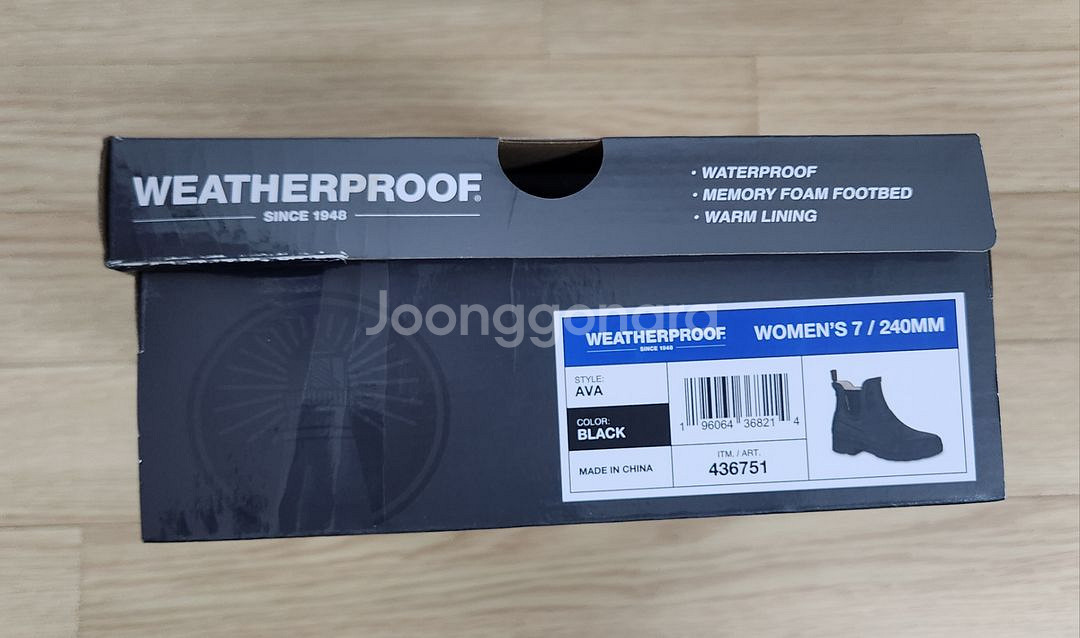 WEATHERPROOF®
SINCE 1948
• WATERPROOF
• MEMORY FOAM FOOTBED
• WARM LINING
Joonggonara
WEATHERPROOF®
SINCE 1948
WOMEN'S 7 / 240MM
STYLE:
AVA
COLOR:
BLACK
MADE IN CHINA
1 96064 36821 4
ITM. / ART.
436751